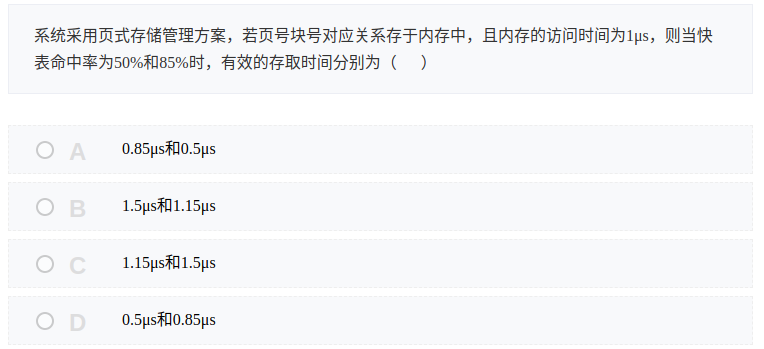 系统采用页式存储管理方案，若页号块号对应关系存于内存中，且内存的访问时间为1μs，则当快
表命中率为50%和85%时，有效的存取时间分别为（      ）
A 0.85μs和0.5μs
B 1.5μs和1.15μs
C 1.15μs和1.5μs
D 0.5μs和0.85μs